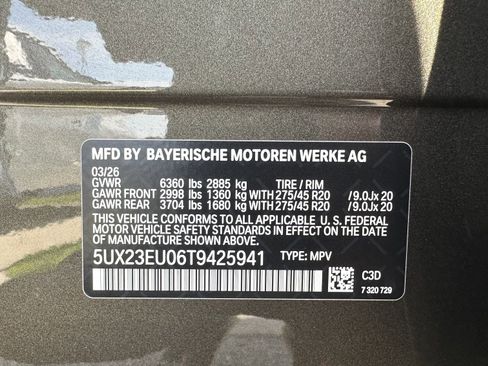 MFD BY BAYERISCHE MOTOREN WERKE AG
03/26
GVWR 6360 lbs 2885 kg TIRE / RIM
GAWR FRONT 2998 lbs 1360 kg WITH 275/45 R20 /9.0Jx 20
GAWR REAR 3704 lbs 1680 kg WITH 275/45 R20 /9.0Jx 20
THIS VEHICLE CONFORMS TO ALL APPLICABLE U. S. FEDERAL
MOTOR VEHICLE SAFETY STANDARDS IN EFFECT ON THE
DATE OF MANUFACTURE SHOWN ABOVE.
5UX23EU06T9425941 TYPE: MPV
C3D
7 320 729